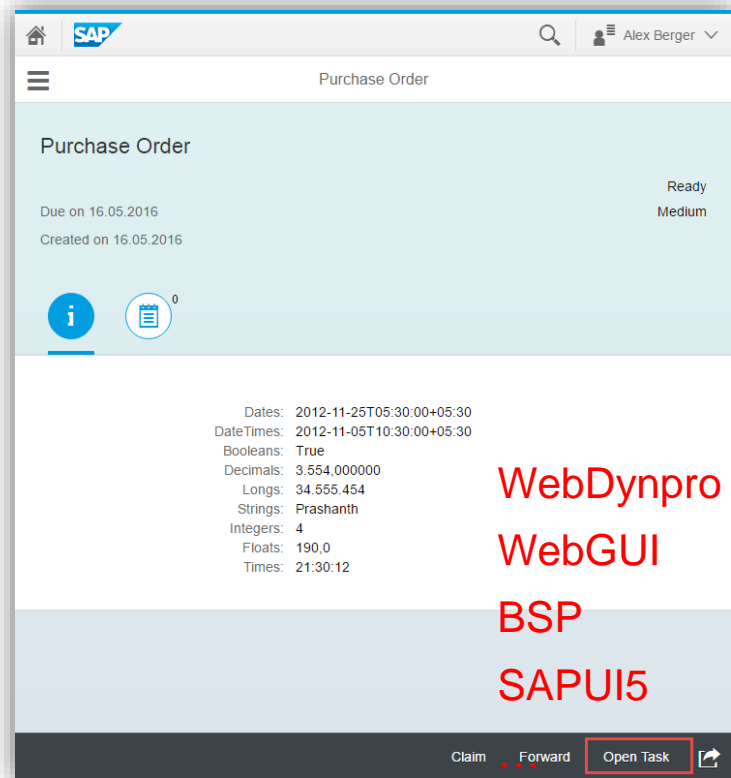 SAP Alex Berger
Purchase Order
Purchase Order
Ready
Due on 16.05.2016 Medium
Created on 16.05.2016
i 0
Dates: 2012-11-25T05:30:00+05:30
DateTimes: 2012-11-05T10:30:00+05:30
Booleans: True
Decimals: 3.554,000000
Longs: 34.555.454
Strings: Prashanth
Integers: 4
Floats: 190,0
Times: 21:30:12
WebDynpro
WebGUI
BSP
SAPUI5
...
Claim Forward Open Task